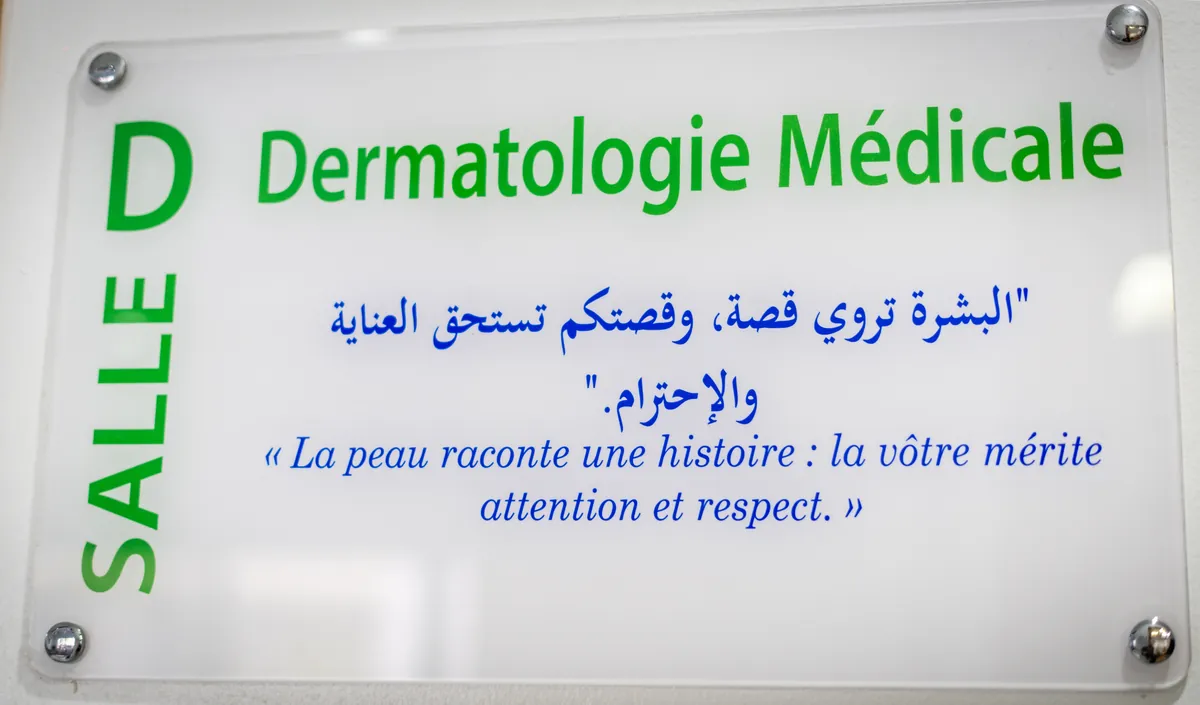 SALLE D
Dermatologie Médicale
"البشرة تروي قصة، وقصتكم تستحق العناية
والإحترام."
« La peau raconte une histoire : la vôtre mérite
attention et respect. »